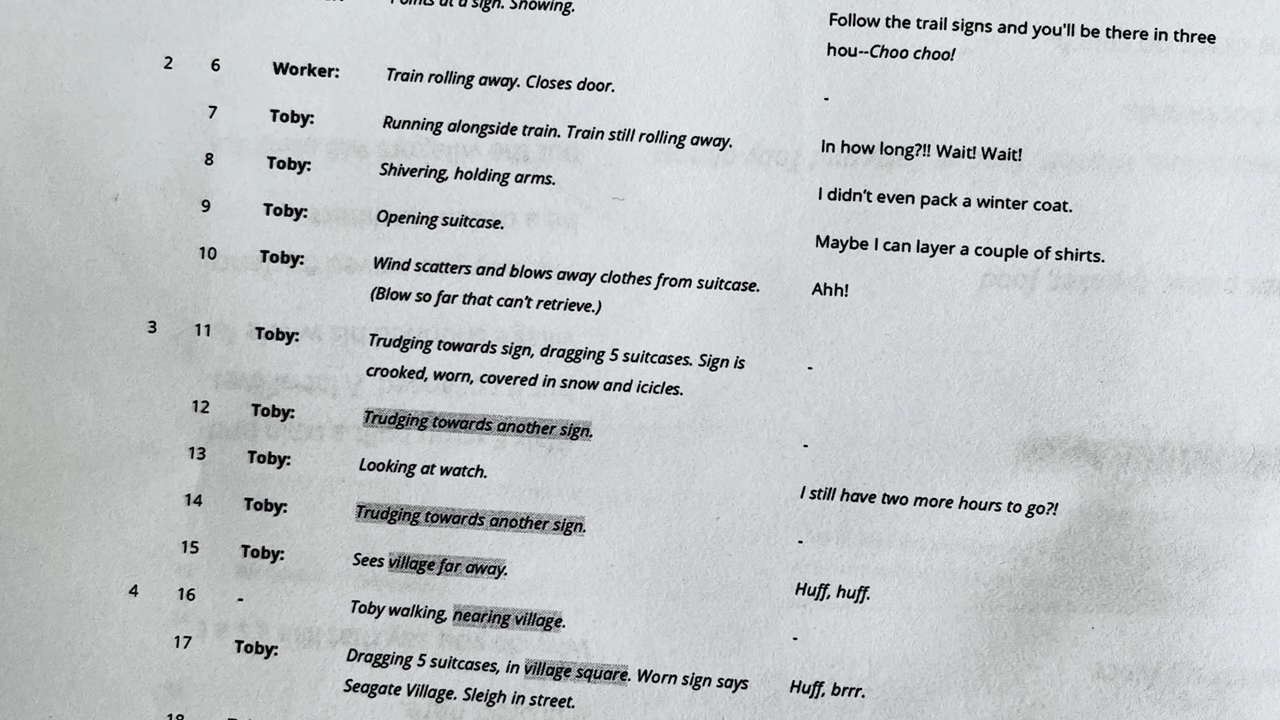 Points at a sign. Showing.
Follow the trail signs and you'll be there in three
hou--Choo choo!
2 6 Worker: Train rolling away. Closes door. -
7 Toby: Running alongside train. Train still rolling away. In how long?!! Wait! Wait!
8 Toby: Shivering, holding arms. I didn't even pack a winter coat.
9 Toby: Opening suitcase. Maybe I can layer a couple of shirts.
10 Toby: Wind scatters and blows away clothes from suitcase. Ahh!
(Blow so far that can't retrieve.)
3 11 Toby: Trudging towards sign, dragging 5 suitcases. Sign is -
crooked, worn, covered in snow and icicles.
12 Toby: Trudging towards another sign. -
13 Toby: Looking at watch. I still have two more hours to go?!
14 Toby: Trudging towards another sign. -
15 Toby: Sees village far away. Huff, huff.
4 16 - Toby walking, nearing village. -
17 Toby: Dragging 5 suitcases, in village square. Worn sign says Huff, brrr.
Seagate Village. Sleigh in street.
18